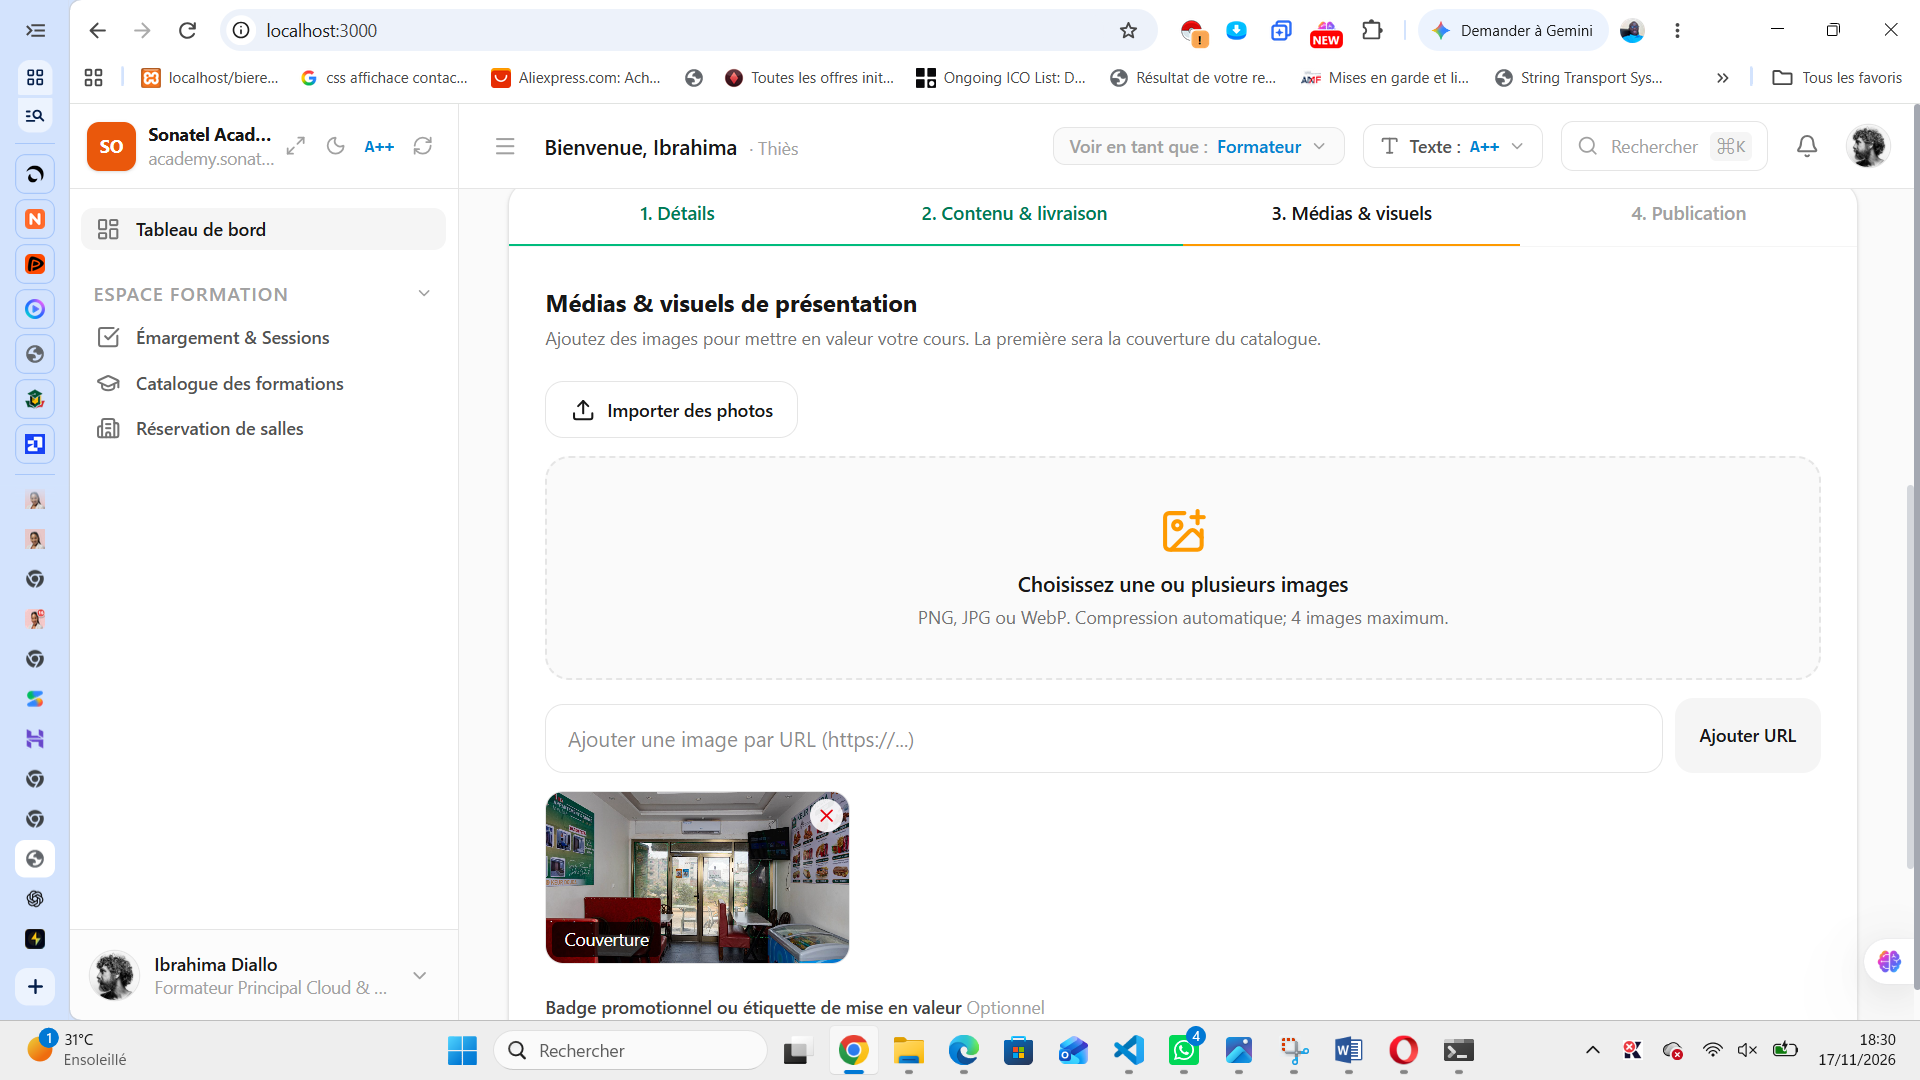 localhost:3000
Demander à Gemini
NEW
localhost/biere...
css affichace contac...
Aliexpress.com: Ach...
Toutes les offres init...
Ongoing ICO List: D...
Résultat de votre re...
Mises en garde et li...
String Transport Sys...
Tous les favoris
SO
Sonatel Acad...
academy.sonat...
A++
Bienvenue, Ibrahima · Thiès
Voir en tant que : Formateur
Texte : A++
Rechercher ⌘K
Tableau de bord
ESPACE FORMATION
Émargement & Sessions
Catalogue des formations
Réservation de salles
1. Détails
2. Contenu & livraison
3. Médias & visuels
4. Publication
Médias & visuels de présentation
Ajoutez des images pour mettre en valeur votre cours. La première sera la couverture du catalogue.
Importer des photos
Choisissez une ou plusieurs images
PNG, JPG ou WebP. Compression automatique; 4 images maximum.
Ajouter une image par URL (https://...)
Ajouter URL
Couverture
Badge promotionnel ou étiquette de mise en valeur Optionnel
Ibrahima Diallo
Formateur Principal Cloud & ...
1
31°C
Ensoleillé
Rechercher
4
18:30
17/11/2026